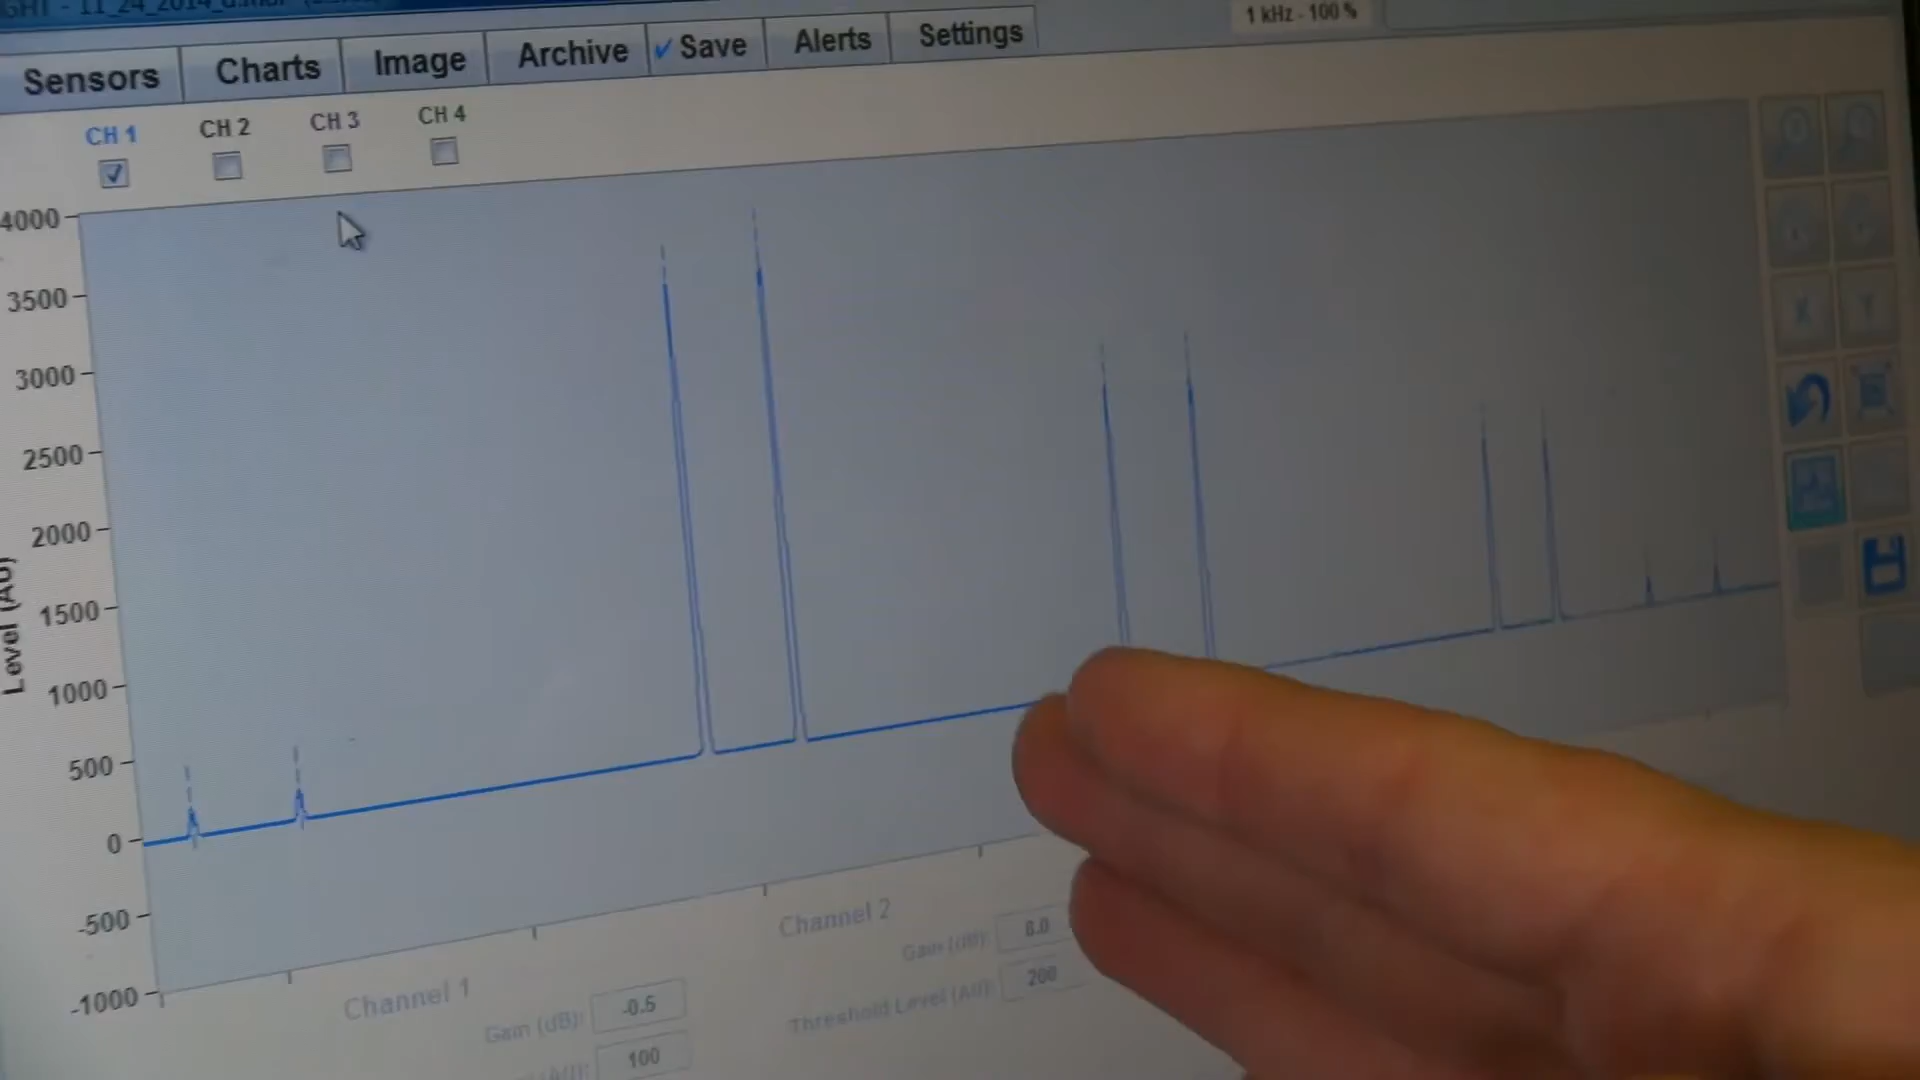 1 kHz - 100 %
Sensors Charts Image Archive Save Alerts Settings
CH 1 CH 2 CH 3 CH 4
4000
3500
3000
2500
2000
1500
1000
500
0
-500
-1000
Level (AU)
Channel 1
Gain (dB): -0.5
100
Channel 2
Gain (dB): 8.0
Threshold Level (AU): 200